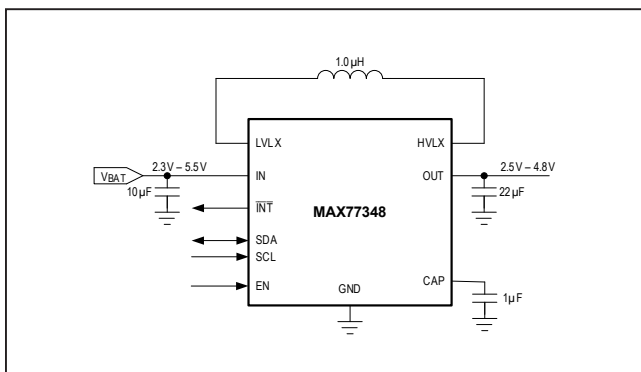 1.0µH
LVLX
HVLX
VBAT
2.3V – 5.5V
IN
OUT
2.5V – 4.8V
10µF
22µF
INT
MAX77348
SDA
SCL
EN
GND
CAP
1µF